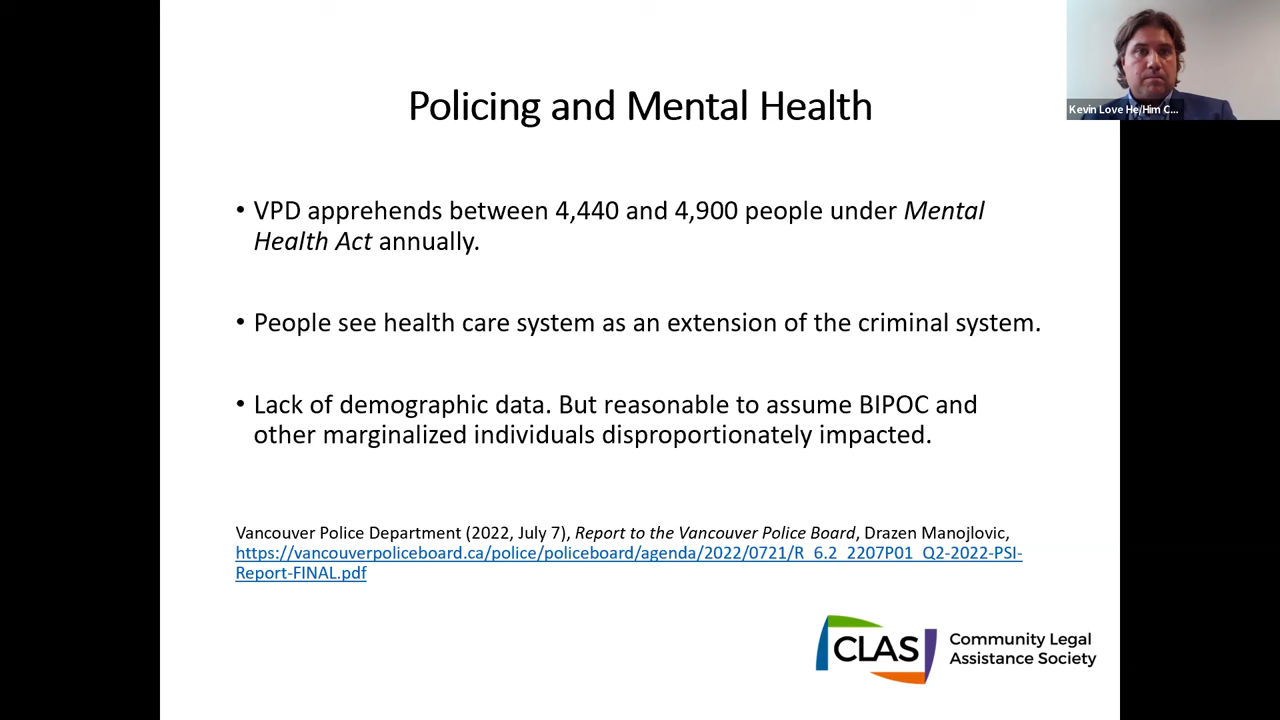 Policing and Mental Health
Kevin Love He/Him C...
• VPD apprehends between 4,440 and 4,900 people under Mental
Health Act annually.
• People see health care system as an extension of the criminal system.
• Lack of demographic data. But reasonable to assume BIPOC and
other marginalized individuals disproportionately impacted.
Vancouver Police Department (2022, July 7), Report to the Vancouver Police Board, Drazen Manojlovic,
https://vancouverpoliceboard.ca/police/policeboard/agenda/2022/0721/R_6.2_2207P01_Q2-2022-PSI-
Report-FINAL.pdf
CLAS
Community Legal
Assistance Society